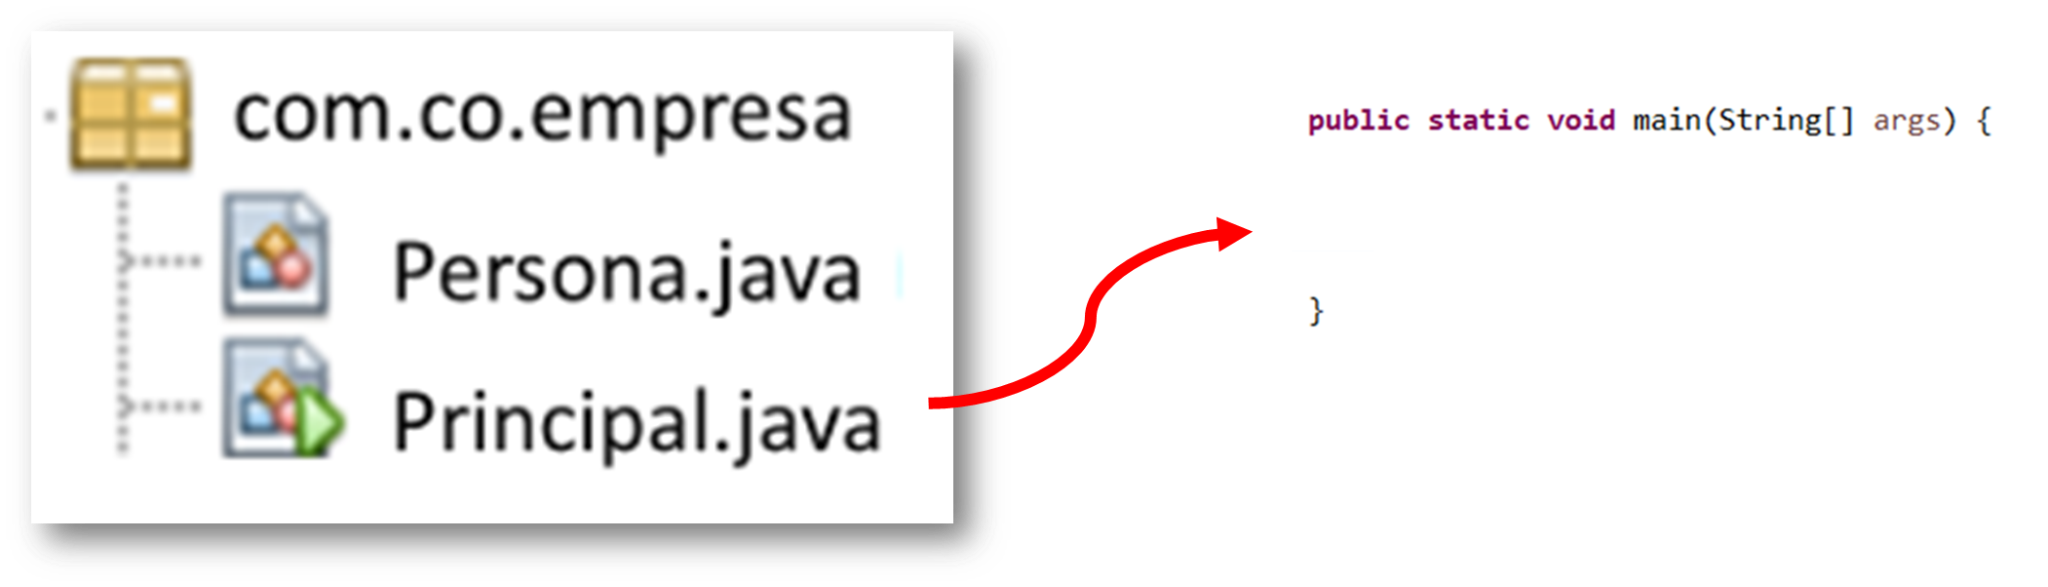 com.co.empresa
Persona.java
Principal.java
public static void main(String[] args) {
}